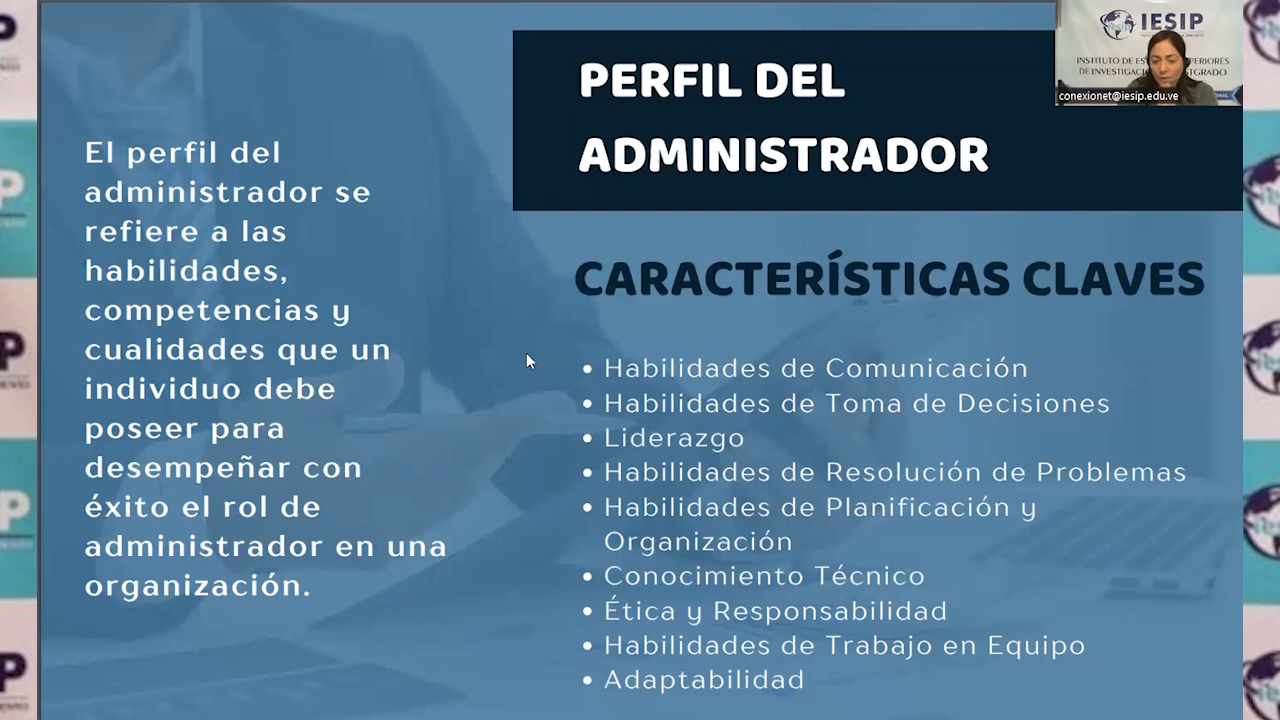 PERFIL DEL
ADMINISTRADOR
El perfil del
administrador se
refiere a las
habilidades,
competencias y
cualidades que un
individuo debe
poseer para
desempeñar con
éxito el rol de
administrador en una
organización.
CARACTERÍSTICAS CLAVES
• Habilidades de Comunicación
• Habilidades de Toma de Decisiones
• Liderazgo
• Habilidades de Resolución de Problemas
• Habilidades de Planificación y
Organización
• Conocimiento Técnico
• Ética y Responsabilidad
• Habilidades de Trabajo en Equipo
• Adaptabilidad
IESIP
INSTITUTO DE
DE
conexionet@iesip.edu.ve